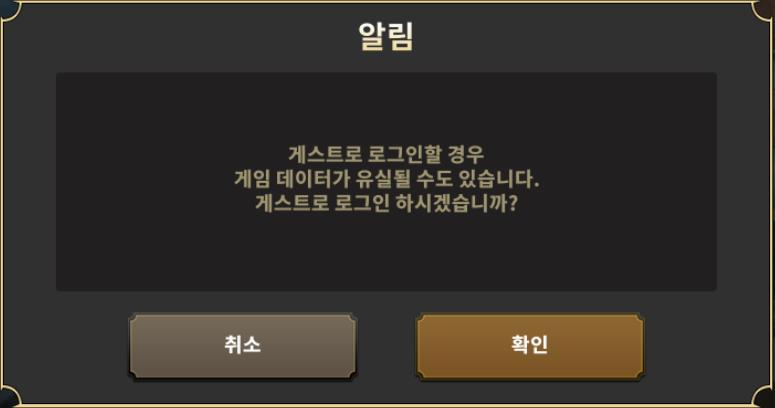 알림
게스트로 로그인할 경우
게임 데이터가 유실될 수도 있습니다.
게스트로 로그인 하시겠습니까?
취소
확인